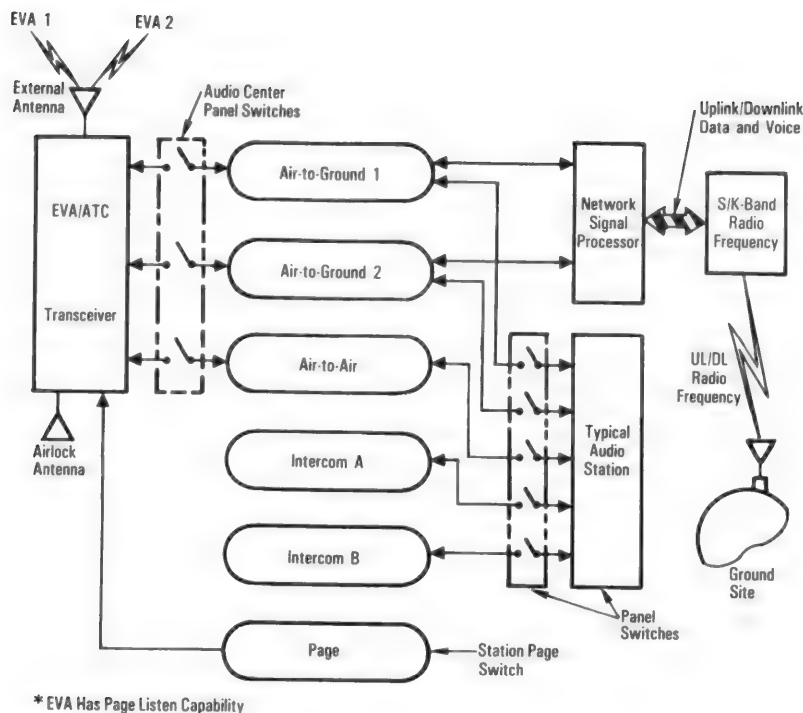 EVA 1
EVA 2
External
Antenna
Audio Center
Panel Switches
EVA/ATC
Transceiver
Airlock
Antenna
Air-to-Ground 1
Air-to-Ground 2
Air-to-Air
Intercom A
Intercom B
Page
Station Page
Switch
Network
Signal
Processor
Uplink/Downlink
Data and Voice
S/K-Band
Radio
Frequency
UL/DL
Radio
Frequency
Typical
Audio
Station
Panel
Switches
Ground
Site
* EVA Has Page Listen Capability